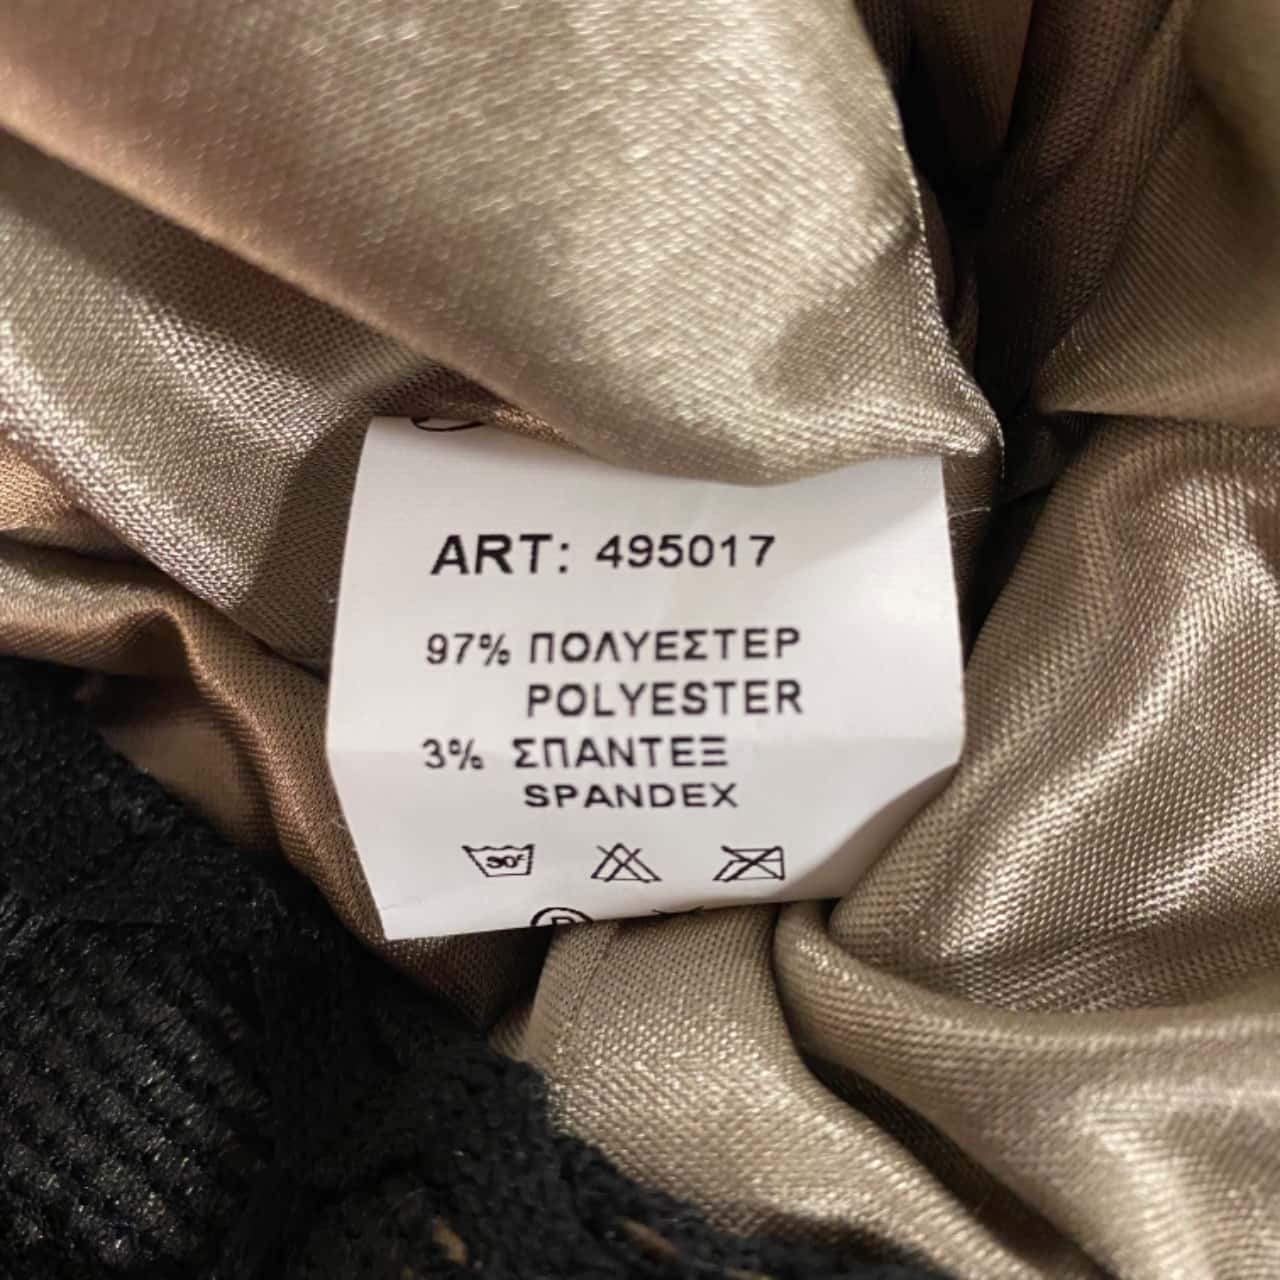 ART: 495017
97% ΠΟΛΥΕΣΤΕΡ
POLYESTER
3% ΣΠΑΝΤΕΞ
SPANDEX
30°
P